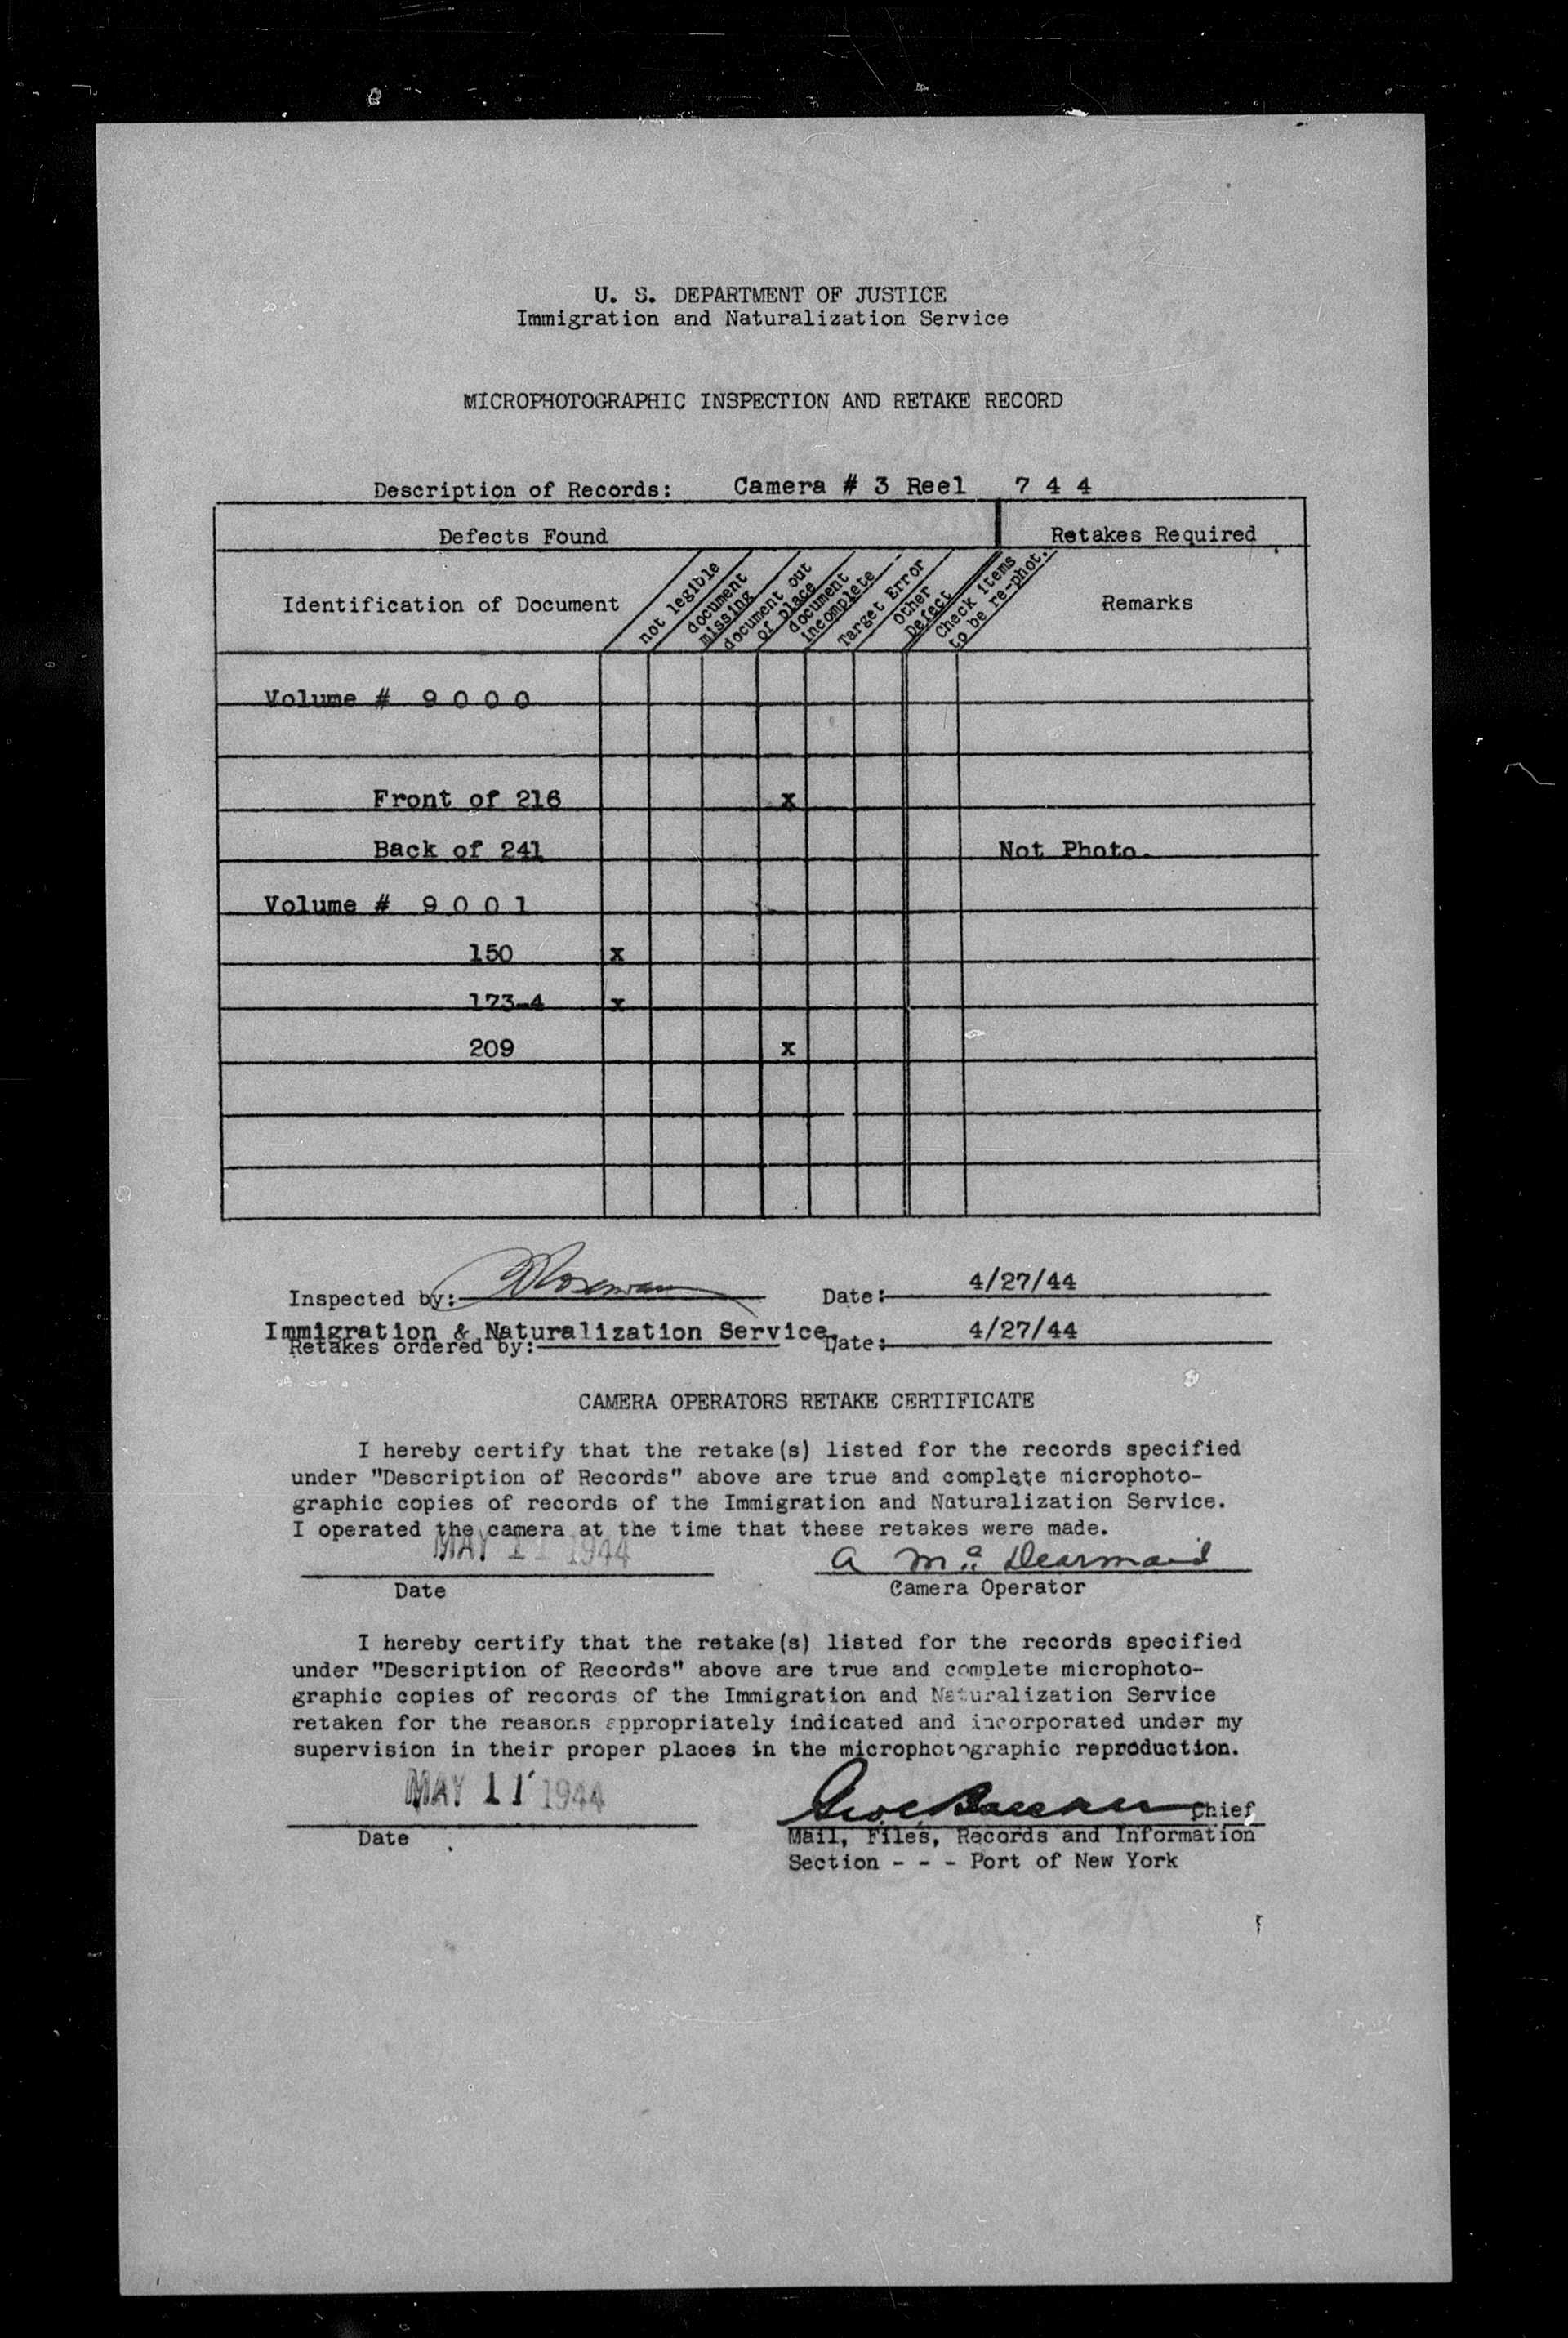 U. S. DEPARTMENT OF JUSTICE
Immigration and Naturalization Service
MICROPHOTOGRAPHIC INSPECTION AND RETAKE RECORD
Description of Records: Camera # 3 Reel 7 4 4
Defects Found Retakes Required
Identification of Document
not legible
document
missing
document out
of place
document
incomplete
Target Error
Other
Defect
Check items
to be re-phot.
Remarks
Volume # 9 0 0 0
Front of 216 x
Back of 241 Not Photo.
Volume # 9 0 0 1
150 x
173-4 x
209 x
Inspected by: Date: 4/27/44
Immigration & Naturalization Service.
Retakes ordered by: Date: 4/27/44
CAMERA OPERATORS RETAKE CERTIFICATE
I hereby certify that the retake(s) listed for the records specified
under "Description of Records" above are true and complete microphoto-
graphic copies of records of the Immigration and Naturalization Service.
I operated the camera at the time that these retakes were made.
MAY 11 1944 A Mc Dearmaid
Date Camera Operator
I hereby certify that the retake(s) listed for the records specified
under "Description of Records" above are true and complete microphoto-
graphic copies of records of the Immigration and Naturalization Service
retaken for the reasons appropriately indicated and incorporated under my
supervision in their proper places in the microphotographic reproduction.
MAY 11 1944 Chief,
Date Mail, Files, Records and Information
Section - - - Port of New York